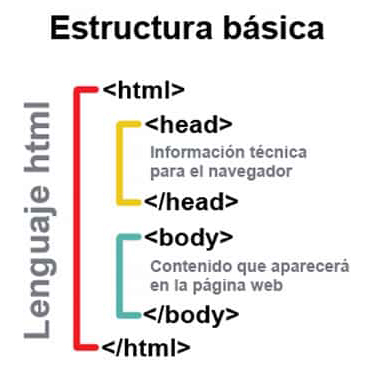 Estructura básica
Lenguaje html
<html>
<head>
Información técnica
para el navegador
</head>
<body>
Contenido que aparecerá
en la página web
</body>
</html>